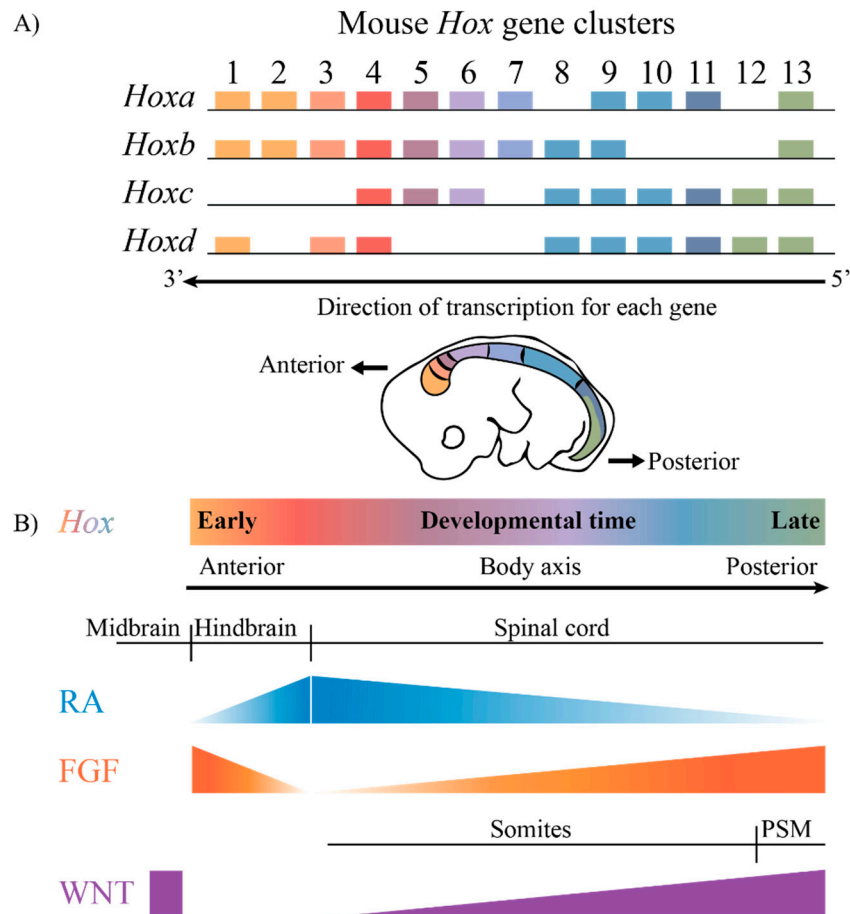 A)
Mouse Hox gene clusters
1 2 3 4 5 6 7 8 9 10 11 12 13
Hoxa
Hoxb
Hoxc
Hoxd
3’ 5’
Direction of transcription for each gene
Anterior
Posterior
B) Hox Early Developmental time Late
Anterior Body axis Posterior
Midbrain Hindbrain Spinal cord
RA
FGF
Somites PSM
WNT